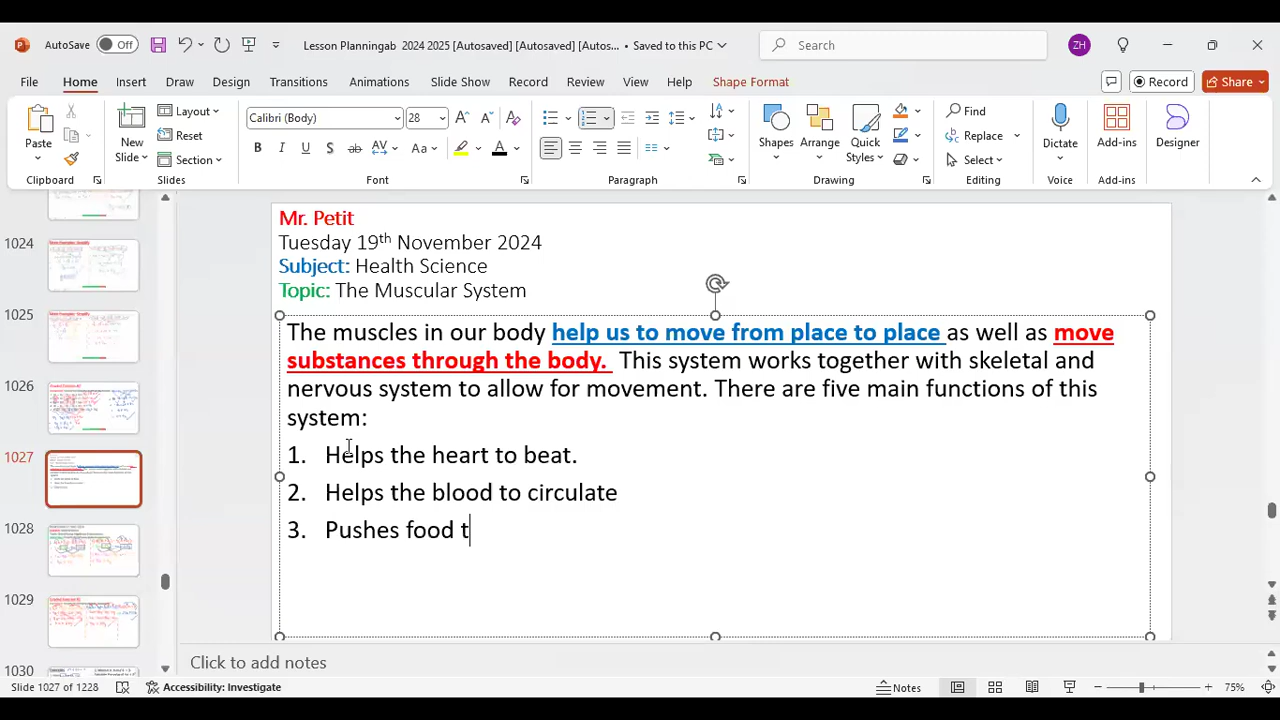 AutoSave Off Lesson Planningab 2024 2025 [Autosaved] [Autosaved] [Autos... • Saved to this PC Search ZH
File Home Insert Draw Design Transitions Animations Slide Show Record Review View Help Shape Format Record Share
Paste New Slide Layout Reset Section Calibri (Body) 28 Shapes Arrange Quick Styles Find Replace Select Dictate Add-ins Designer
Clipboard Slides Font Paragraph Drawing Editing Voice Add-ins
1024
1025
1026
1027
1028
1029
1030
Mr. Petit
Tuesday 19th November 2024
Subject: Health Science
Topic: The Muscular System
The muscles in our body help us to move from place to place as well as move
substances through the body. This system works together with skeletal and
nervous system to allow for movement. There are five main functions of this
system:
1. Helps the heart to beat.
2. Helps the blood to circulate
3. Pushes food t
Click to add notes
Slide 1027 of 1228 Accessibility: Investigate Notes 75%